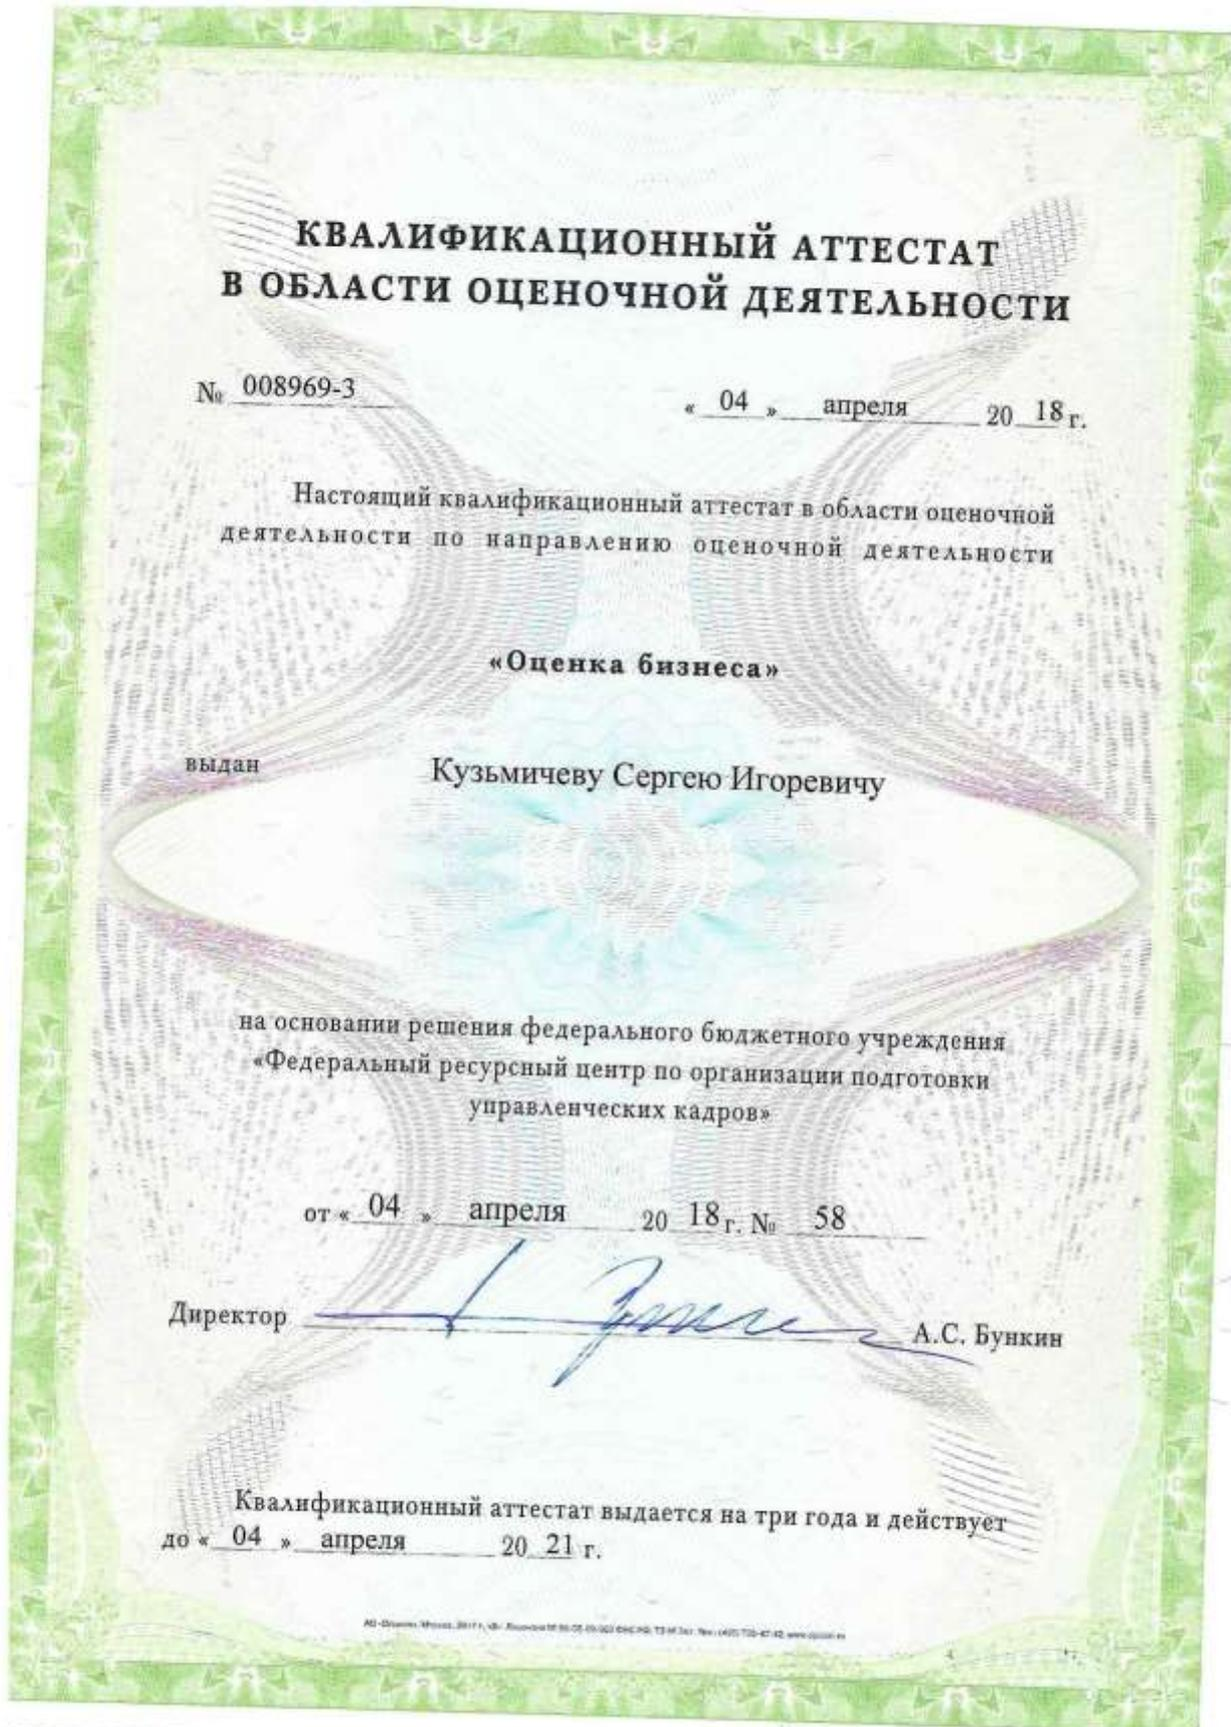 КВАЛИФИКАЦИОННЫЙ АТТЕСТАТ
В ОБЛАСТИ ОЦЕНОЧНОЙ ДЕЯТЕЛЬНОСТИ
№ 008969-3 « 04 » апреля 20 18 г.
Настоящий квалификационный аттестат в области оценочной
деятельности по направлению оценочной деятельности
«Оценка бизнеса»
выдан Кузьмичеву Сергею Игоревичу
на основании решения федерального бюджетного учреждения
«Федеральный ресурсный центр по организации подготовки
управленческих кадров»
от « 04 » апреля 20 18 г. № 58
Директор А.С. Бункин
Квалификационный аттестат выдается на три года и действует
до « 04 » апреля 20 21 г.